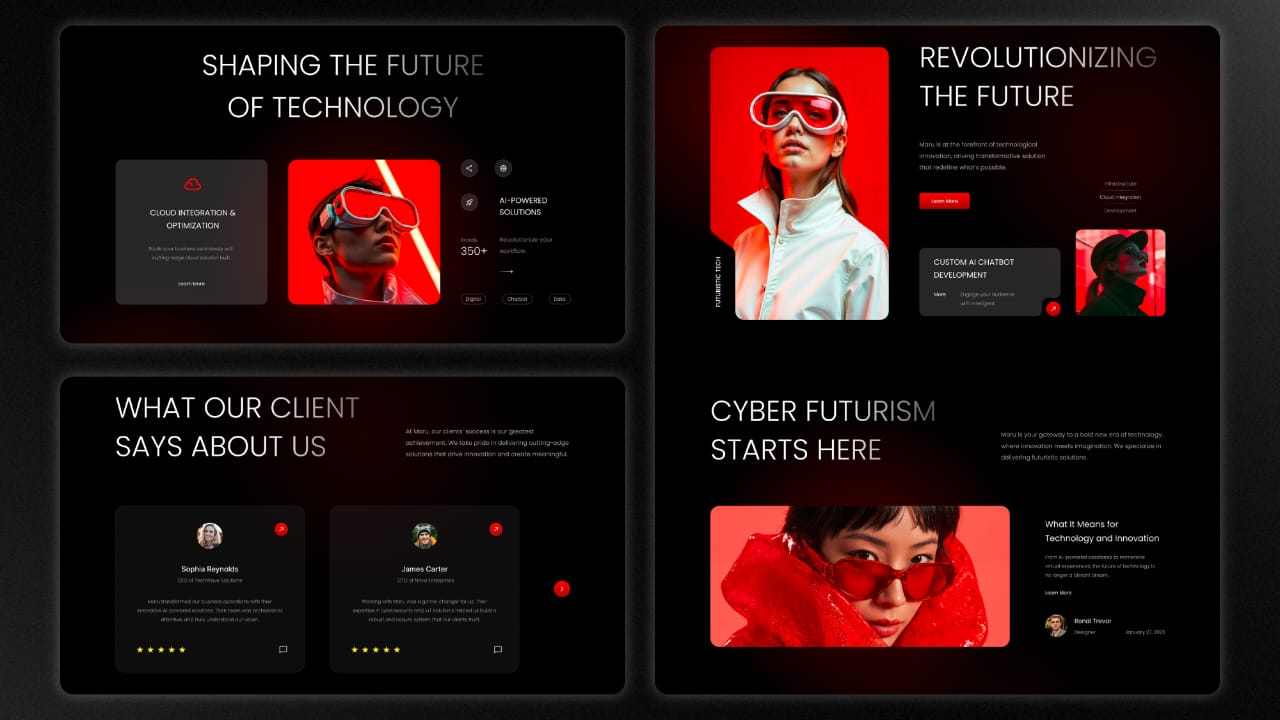 SHAPING THE FUTURE
OF TECHNOLOGY
CLOUD INTEGRATION &
OPTIMIZATION
Scale your business seamlessly with
cutting-edge cloud solution built.
Learn More
AI-POWERED
SOLUTIONS
Brands
350+
Revolutionize your
workflow.
Digital
Chatbot
Data
WHAT OUR CLIENT
SAYS ABOUT US
At Maru, our clients' success is our greatest
achievement. We take pride in delivering cutting-edge
solutions that drive innovation and create meaningful.
Sophia Reynolds
CEO of TechWave Solutions
Maru transformed our business operations with their
innovative AI-powered solutions. Their team was professional,
attentive, and truly understood our vision.
James Carter
CTO of Nova Enterprises
Working with Maru was a game-changer for us. Their
expertise in cybersecurity and IoT solutions helped us build a
robust and secure system that our clients trust.
REVOLUTIONIZING
THE FUTURE
Maru is at the forefront of technological
innovation, driving transformative solution
that redefine what's possible.
Learn More
Infrastructure
Cloud Integration
Development
FUTURISTIC TECH
CUSTOM AI CHATBOT
DEVELOPMENT
More
Engage your audience
with intelligent
CYBER FUTURISM
STARTS HERE
Maru is your gateway to a bold new era of technology,
where innovation meets imagination. We specialize in
delivering futuristic solutions.
What It Means for
Technology and Innovation
From AI-powered assistants to immersive
virtual experiences, the future of technology is
no longer a distant dream.
Learn More
Randi Trevor
Designer
January 27, 2025